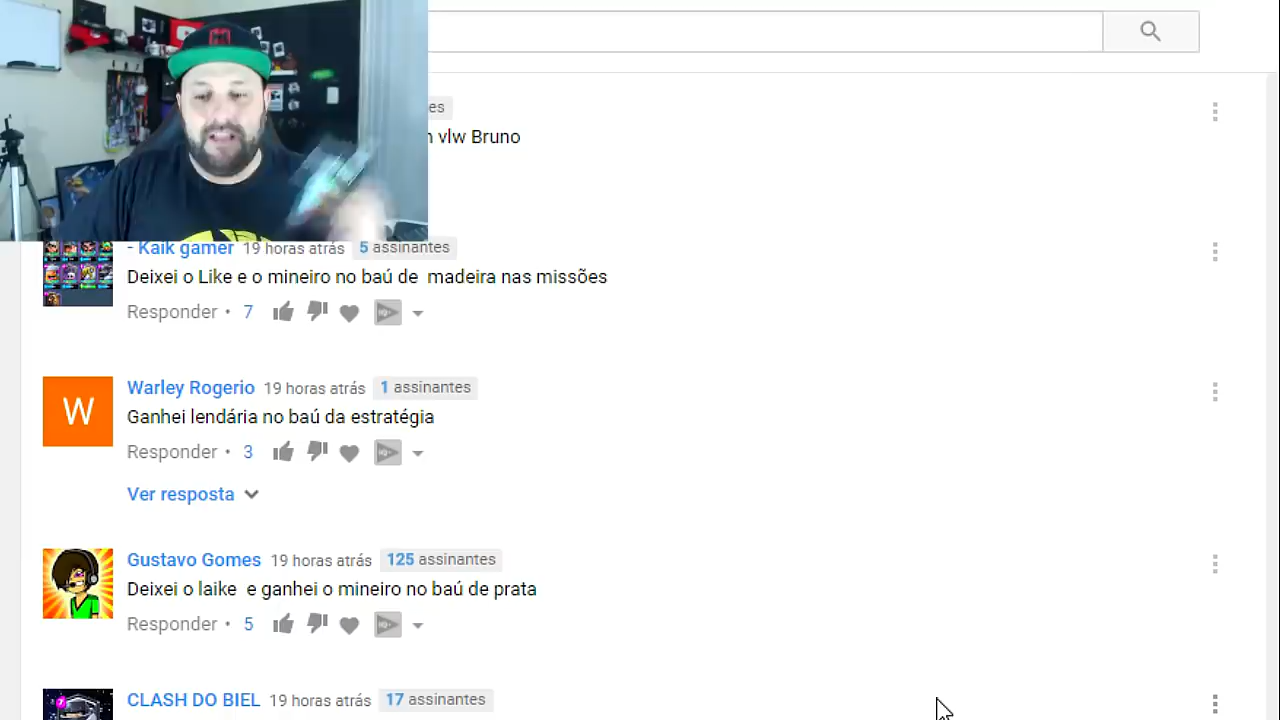 es
vlw Bruno
- Kaik gamer 19 horas atrás 5 assinantes
Deixei o Like e o mineiro no baú de  madeira nas missões
Responder • 7
Warley Rogerio 19 horas atrás 1 assinantes
W
Ganhei lendária no baú da estratégia
Responder • 3
Ver resposta
Gustavo Gomes 19 horas atrás 125 assinantes
Deixei o laike  e ganhei o mineiro no baú de prata
Responder • 5
CLASH DO BIEL 19 horas atrás 17 assinantes